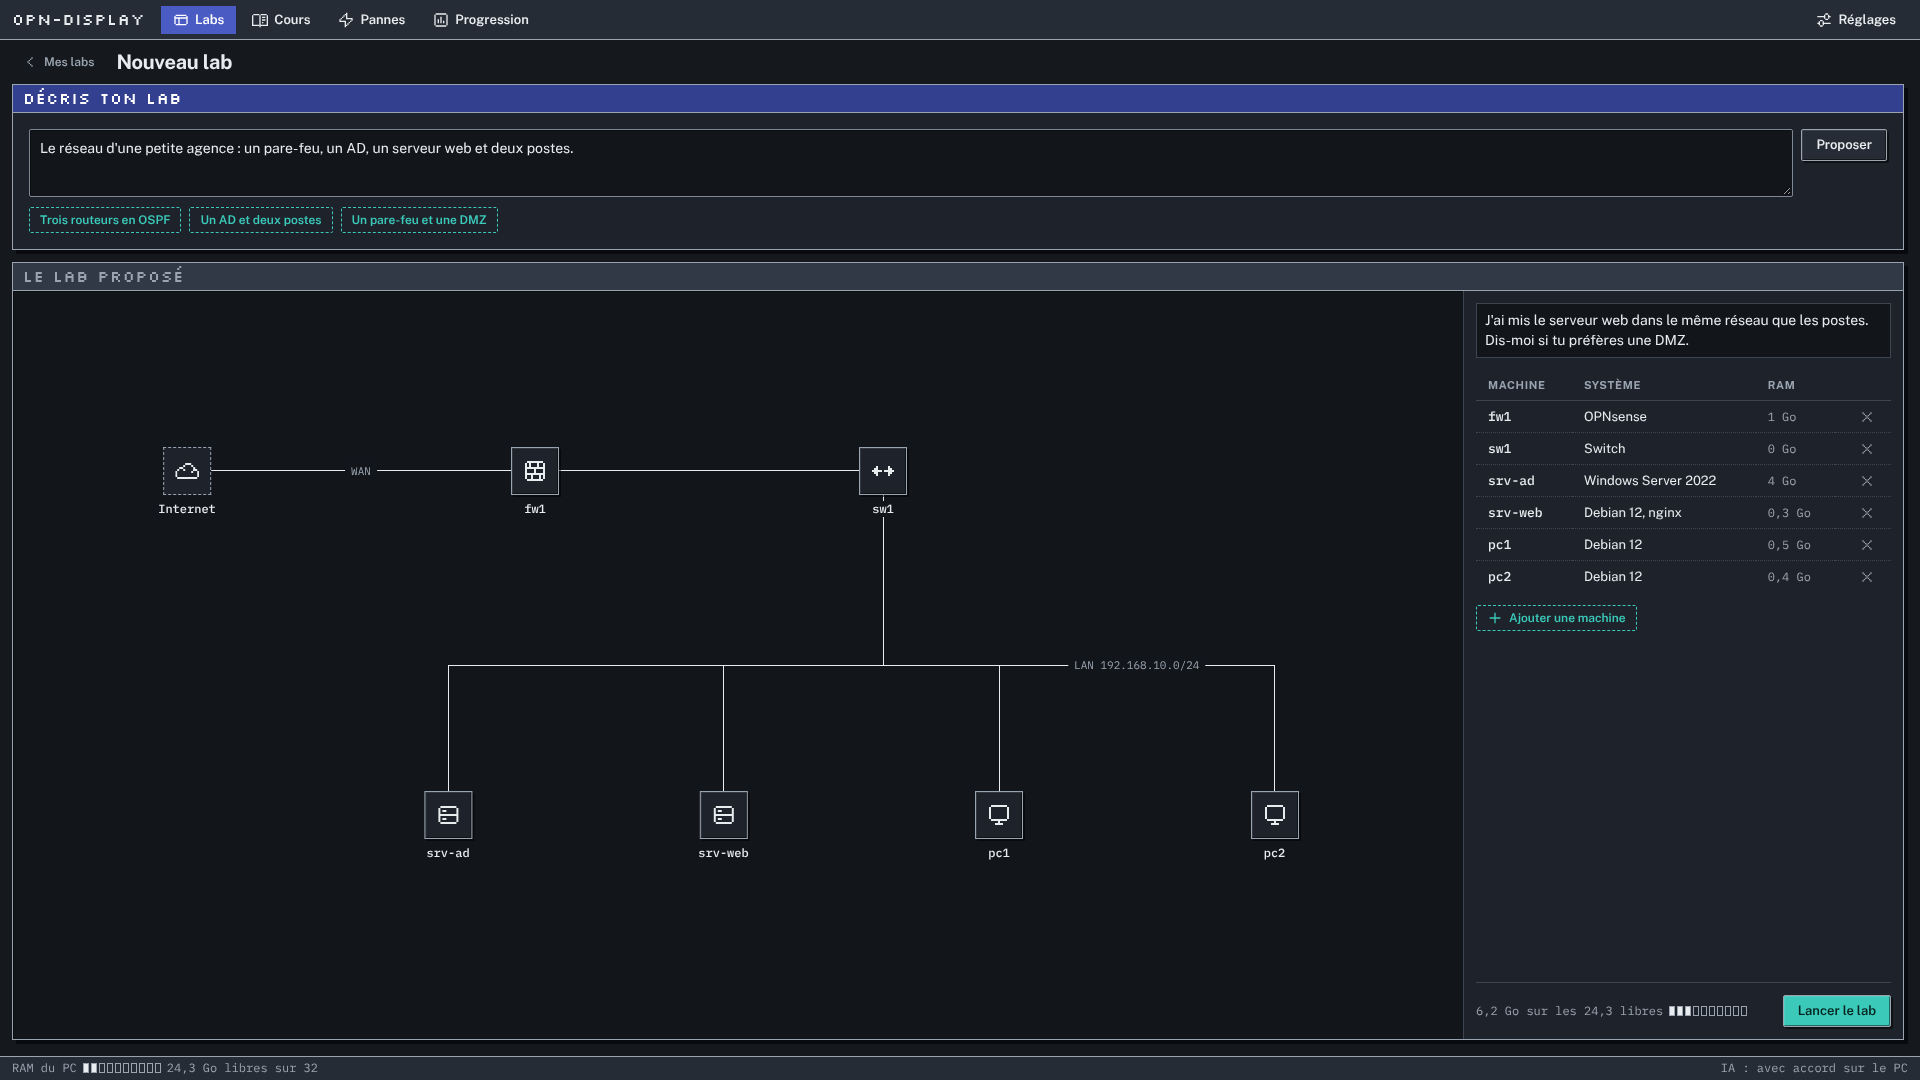 OPN-DISPLAY Labs Cours Pannes Progression Réglages
Mes labs Nouveau lab
DÉCRIS TON LAB
Le réseau d'une petite agence : un pare-feu, un AD, un serveur web et deux postes.
Proposer
Trois routeurs en OSPF Un AD et deux postes Un pare-feu et une DMZ
LE LAB PROPOSÉ
WAN
Internet fw1 sw1
LAN 192.168.10.0/24
srv-ad srv-web pc1 pc2
J'ai mis le serveur web dans le même réseau que les postes.
Dis-moi si tu préfères une DMZ.
MACHINE SYSTÈME RAM
fw1 OPNsense 1 Go
sw1 Switch 0 Go
srv-ad Windows Server 2022 4 Go
srv-web Debian 12, nginx 0,3 Go
pc1 Debian 12 0,5 Go
pc2 Debian 12 0,4 Go
Ajouter une machine
6,2 Go sur les 24,3 libres Lancer le lab
RAM du PC 24,3 Go libres sur 32 IA : avec accord sur le PC